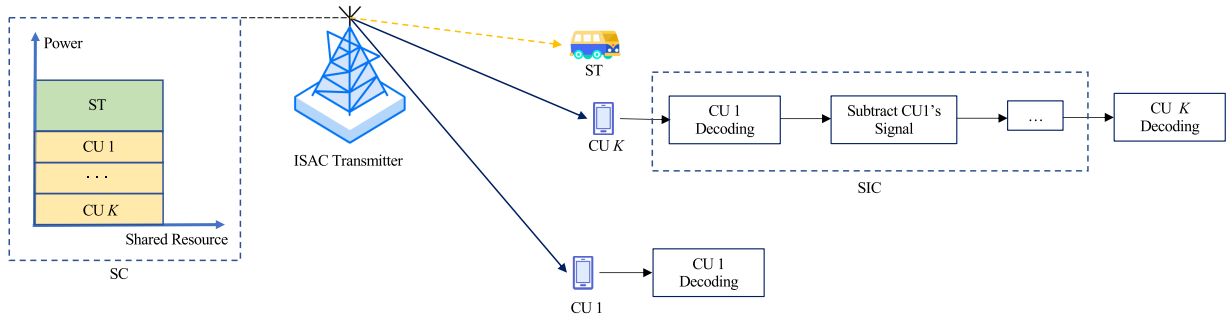 Power
ST
CU 1
. . .
CU K
Shared Resource
SC
ISAC Transmitter
ST
CU K
CU 1
Decoding
Subtract CU1's
Signal
...
CU K
Decoding
SIC
CU 1
CU 1
Decoding